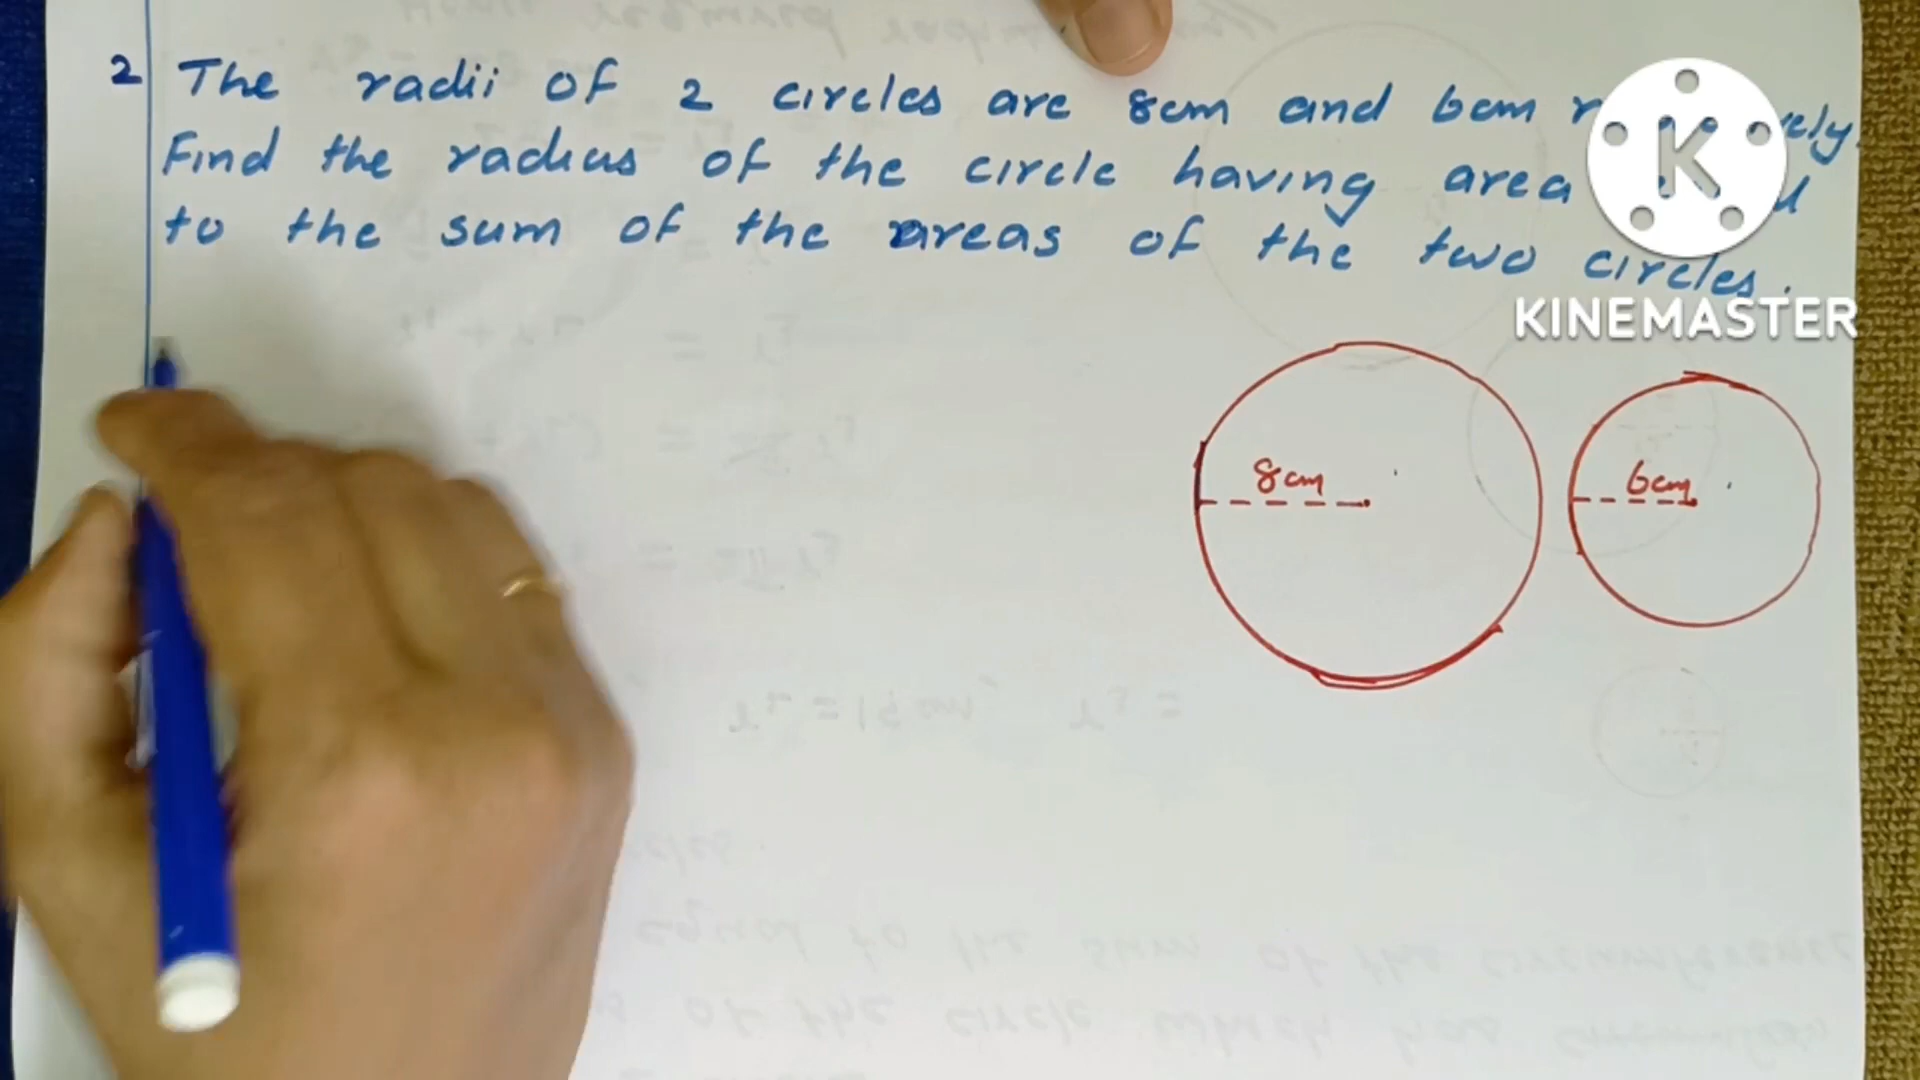 2 The radii of 2 circles are 8cm and 6cm
Find the radius of the circle having area
to the sum of the areas of the two circles.
K
KINEMASTER
8cm
6cm